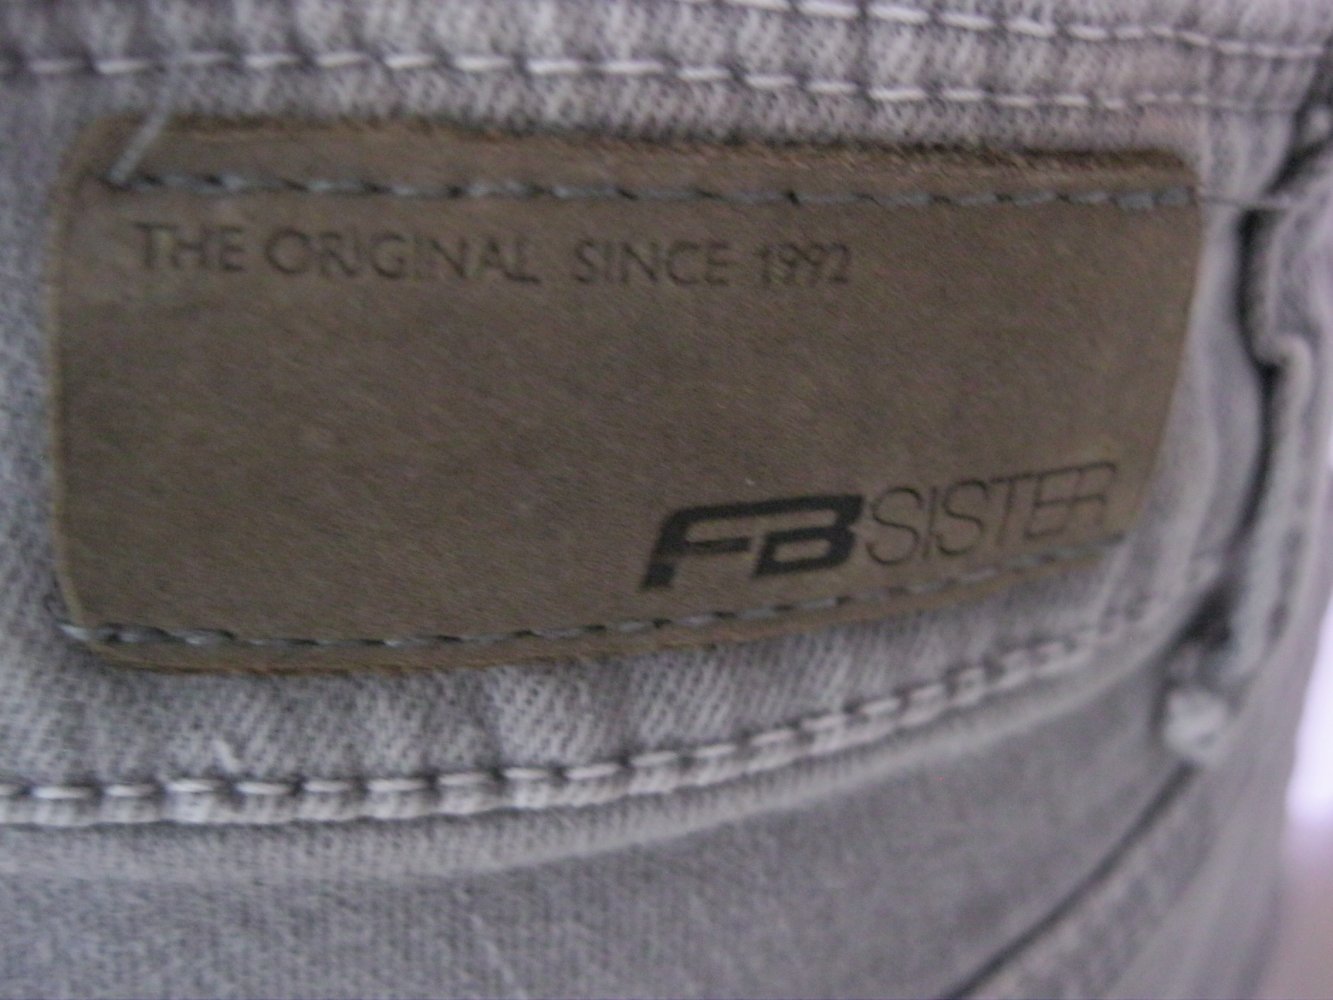 THE ORIGINAL SINCE 1992
FBSISTER